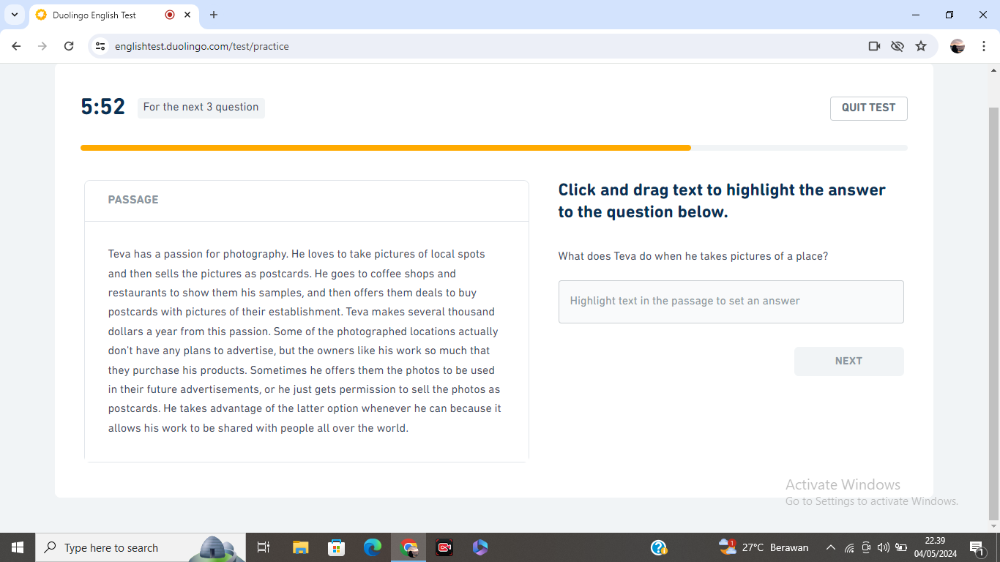 Duolingo English Test
englishtest.duolingo.com/test/practice
5:52
For the next 3 question
QUIT TEST
PASSAGE
Teva has a passion for photography. He loves to take pictures of local spots
and then sells the pictures as postcards. He goes to coffee shops and
restaurants to show them his samples, and then offers them deals to buy
postcards with pictures of their establishment. Teva makes several thousand
dollars a year from this passion. Some of the photographed locations actually
don't have any plans to advertise, but the owners like his work so much that
they purchase his products. Sometimes he offers them the photos to be used
in their future advertisements, or he just gets permission to sell the photos as
postcards. He takes advantage of the latter option whenever he can because it
allows his work to be shared with people all over the world.
Click and drag text to highlight the answer
to the question below.
What does Teva do when he takes pictures of a place?
Highlight text in the passage to set an answer
NEXT
Activate Windows
Go to Settings to activate Windows.
Type here to search
1
27°C Berawan
22.39
04/05/2024
1